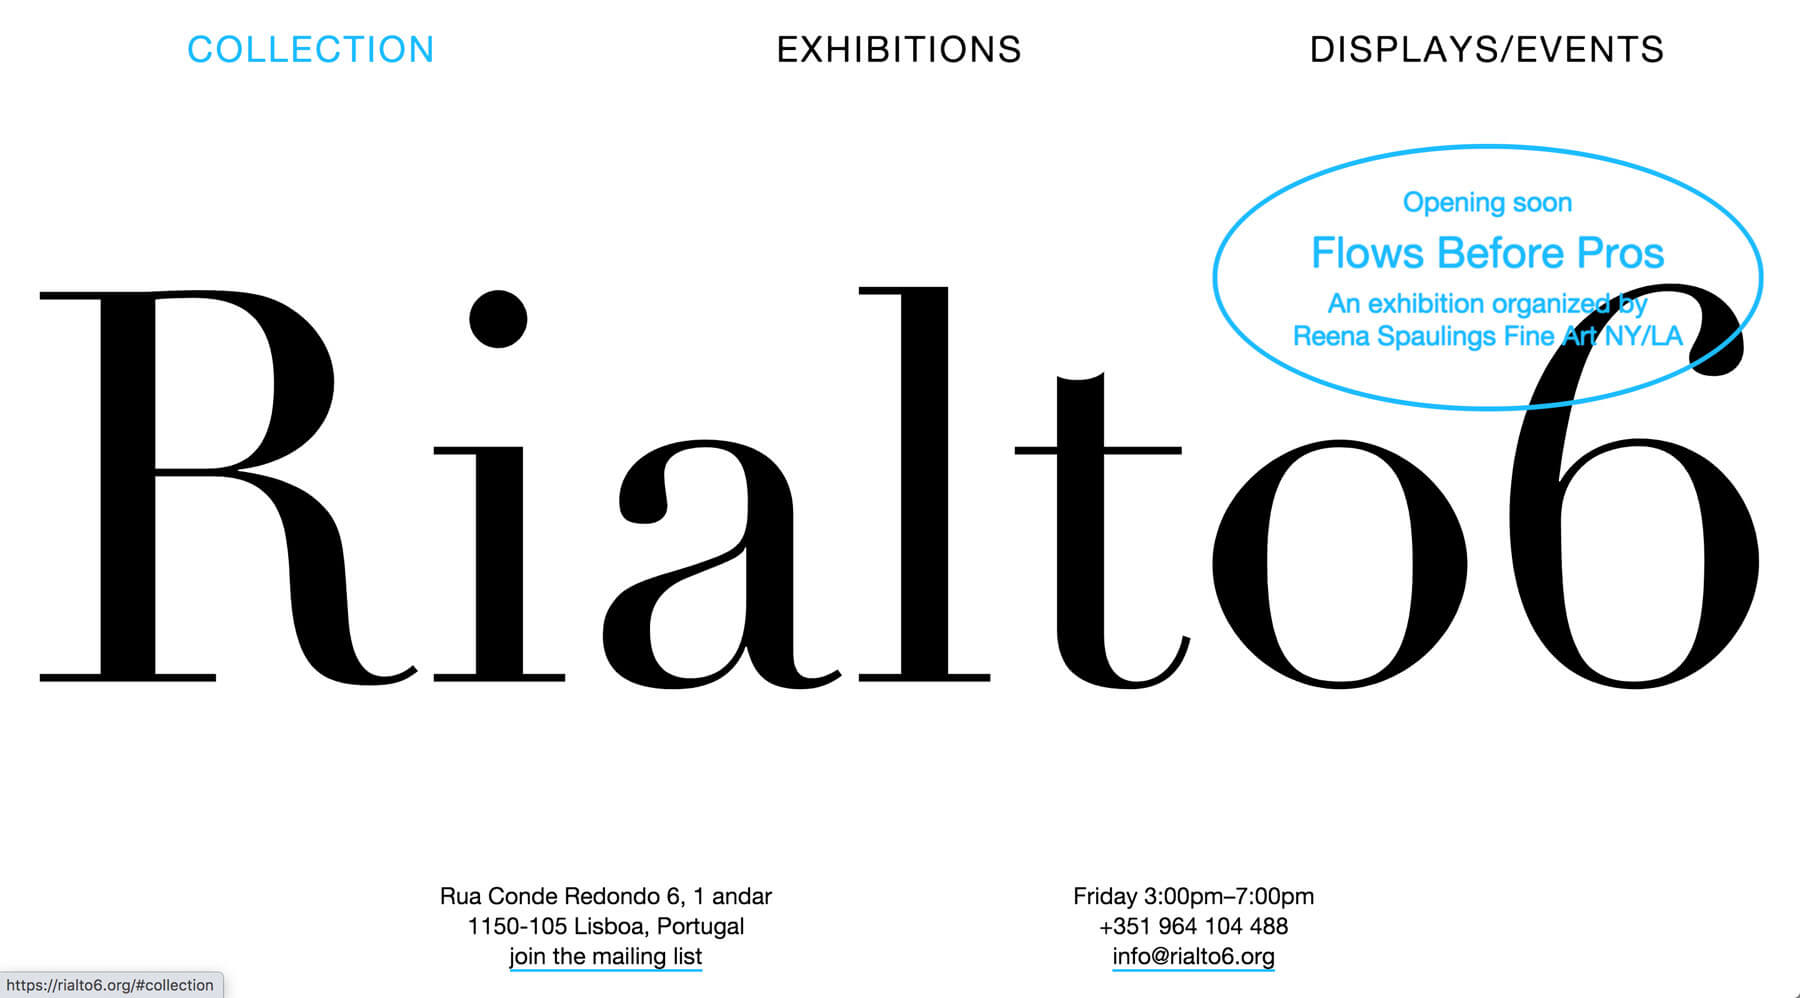 COLLECTION
EXHIBITIONS
DISPLAYS/EVENTS
Opening soon
Flows Before Pros
An exhibition organized by
Reena Spaulings Fine Art NY/LA
Rialto6
Rua Conde Redondo 6, 1 andar
1150-105 Lisboa, Portugal
join the mailing list
Friday 3:00pm–7:00pm
+351 964 104 488
info@rialto6.org
https://rialto6.org/#collection